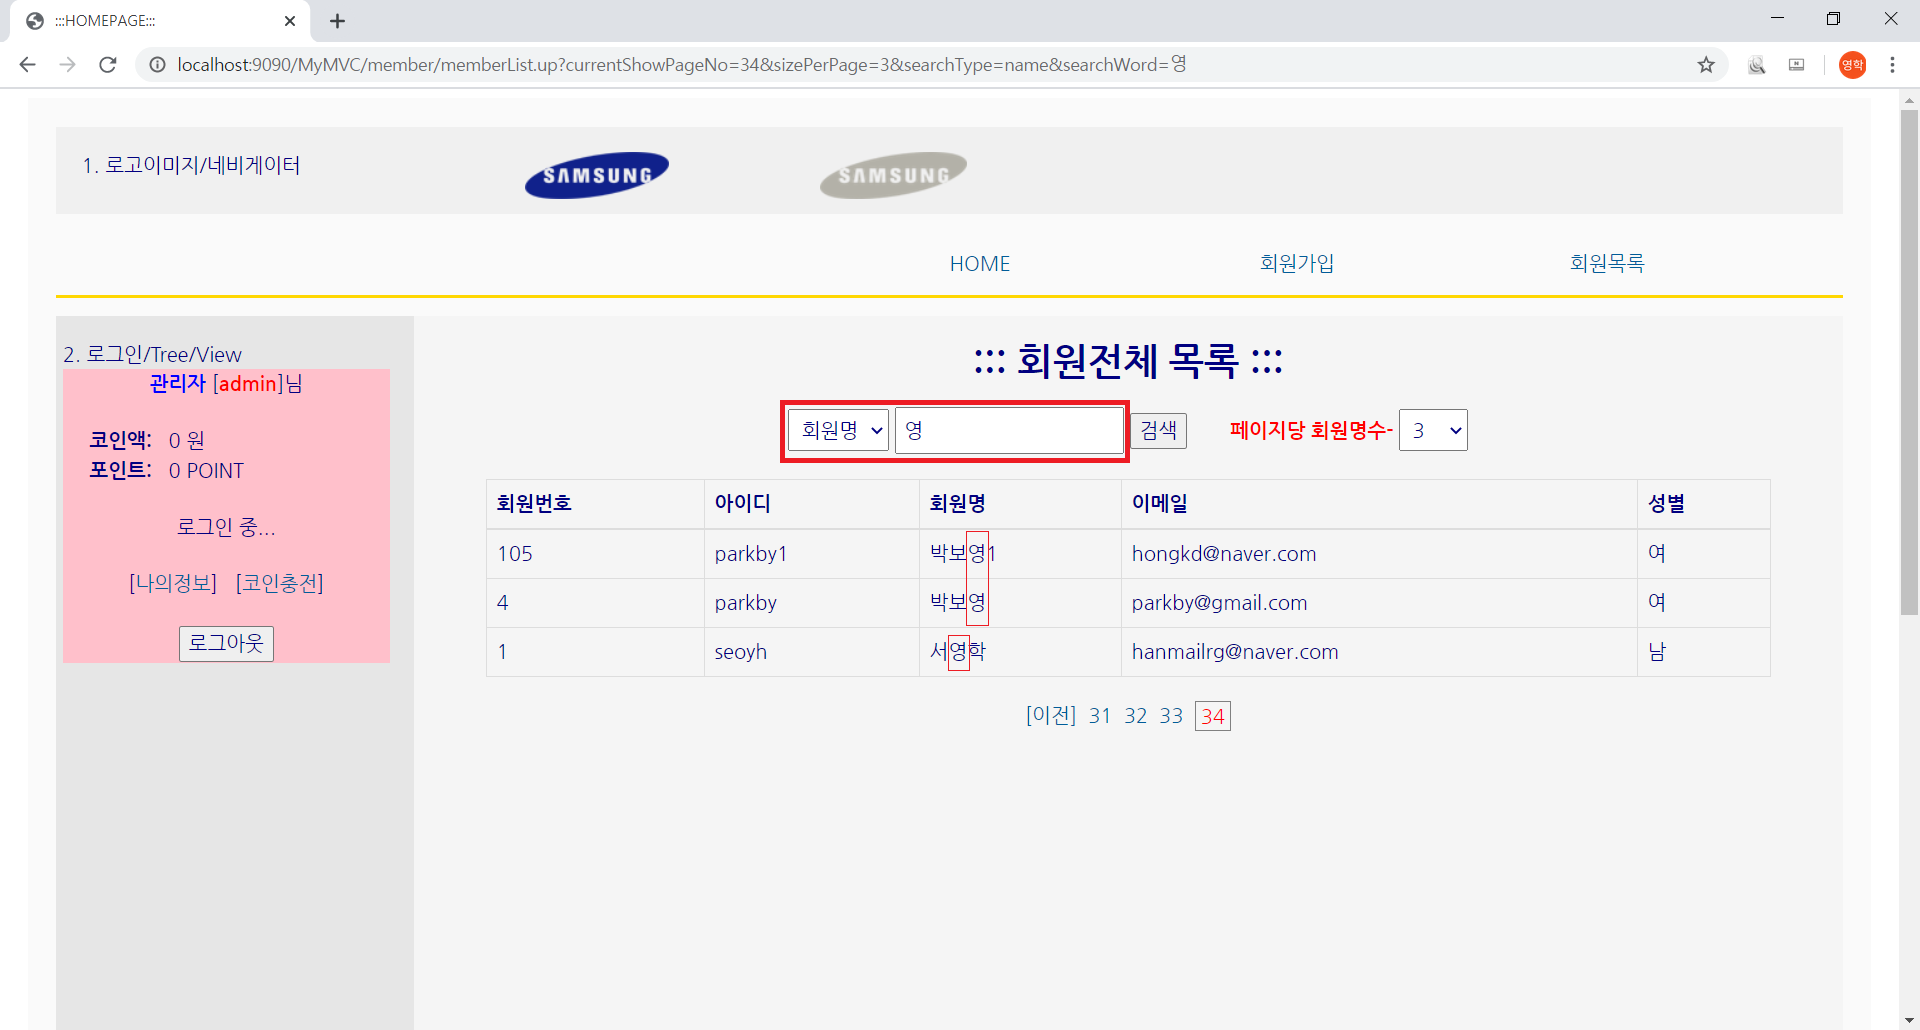 :::HOMEPAGE:::
localhost:9090/MyMVC/member/memberList.up?currentShowPageNo=34&sizePerPage=3&searchType=name&searchWord=영
영학
1. 로고이미지/네비게이터
SAMSUNG SAMSUNG
HOME 회원가입 회원목록
2. 로그인/Tree/View
관리자 [admin]님
코인액: 0 원
포인트: 0 POINT
로그인 중...
[나의정보] [코인충전]
로그아웃
::: 회원전체 목록 :::
회원명 영 검색 페이지당 회원명수- 3
회원번호 아이디 회원명 이메일 성별
105 parkby1 박보영1 hongkd@naver.com 여
4 parkby 박보영 parkby@gmail.com 여
1 seoyh 서영학 hanmailrg@naver.com 남
[이전] 31 32 33 34